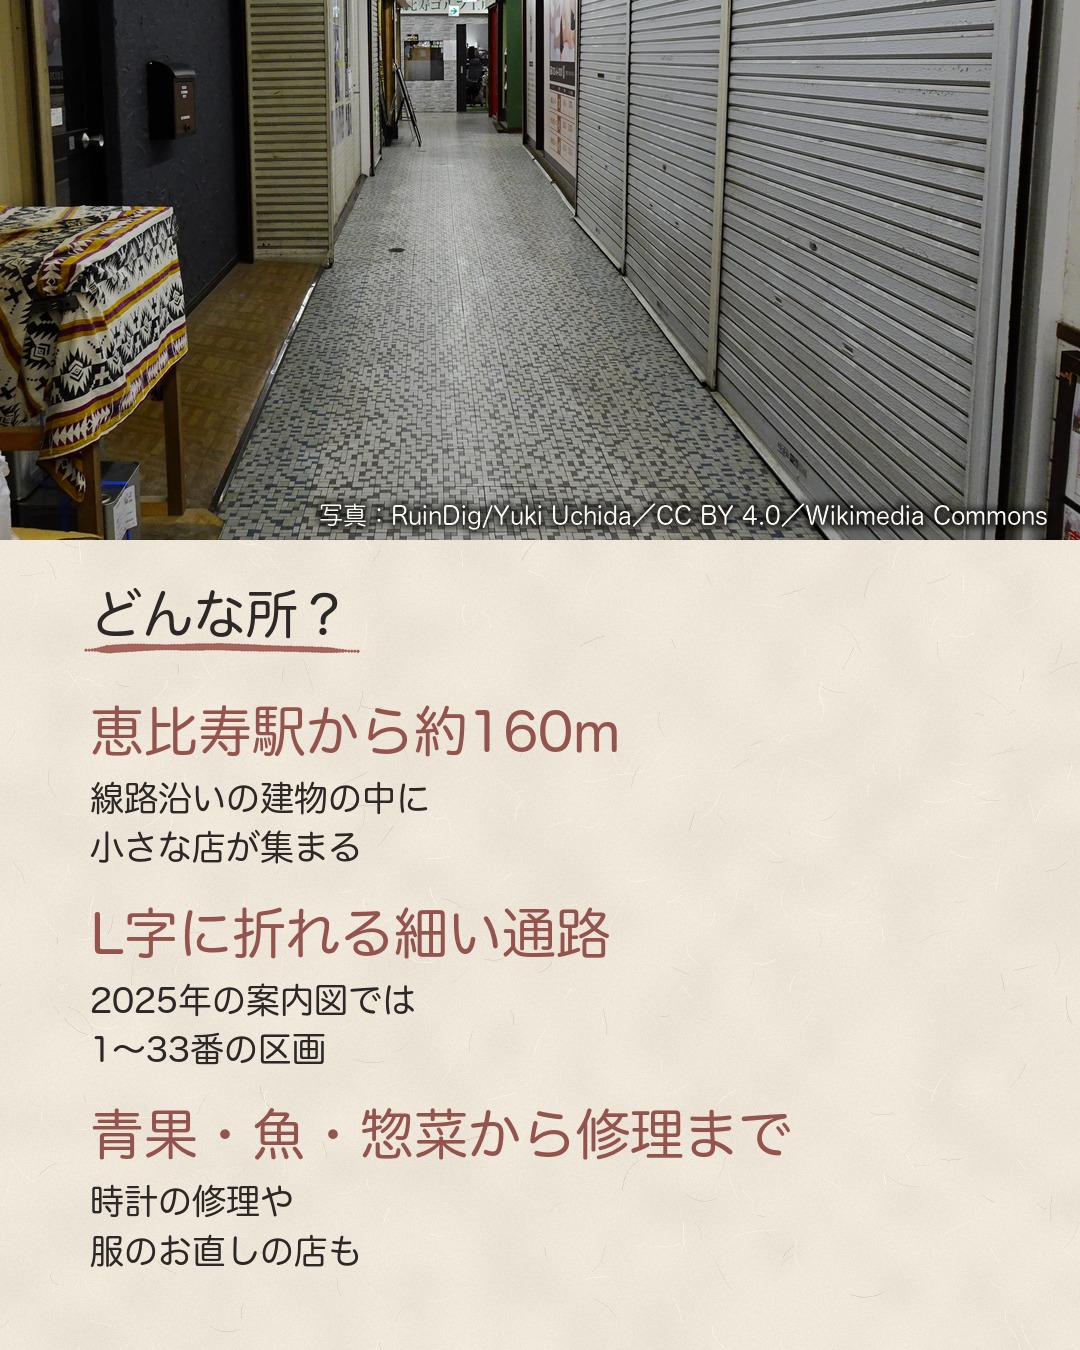 写真：RuinDig/Yuki Uchida／CC BY 4.0／Wikimedia Commons
どんな所？
恵比寿駅から約160m
線路沿いの建物の中に
小さな店が集まる
L字に折れる細い通路
2025年の案内図では
1〜33番の区画
青果・魚・惣菜から修理まで
時計の修理や
服のお直しの店も